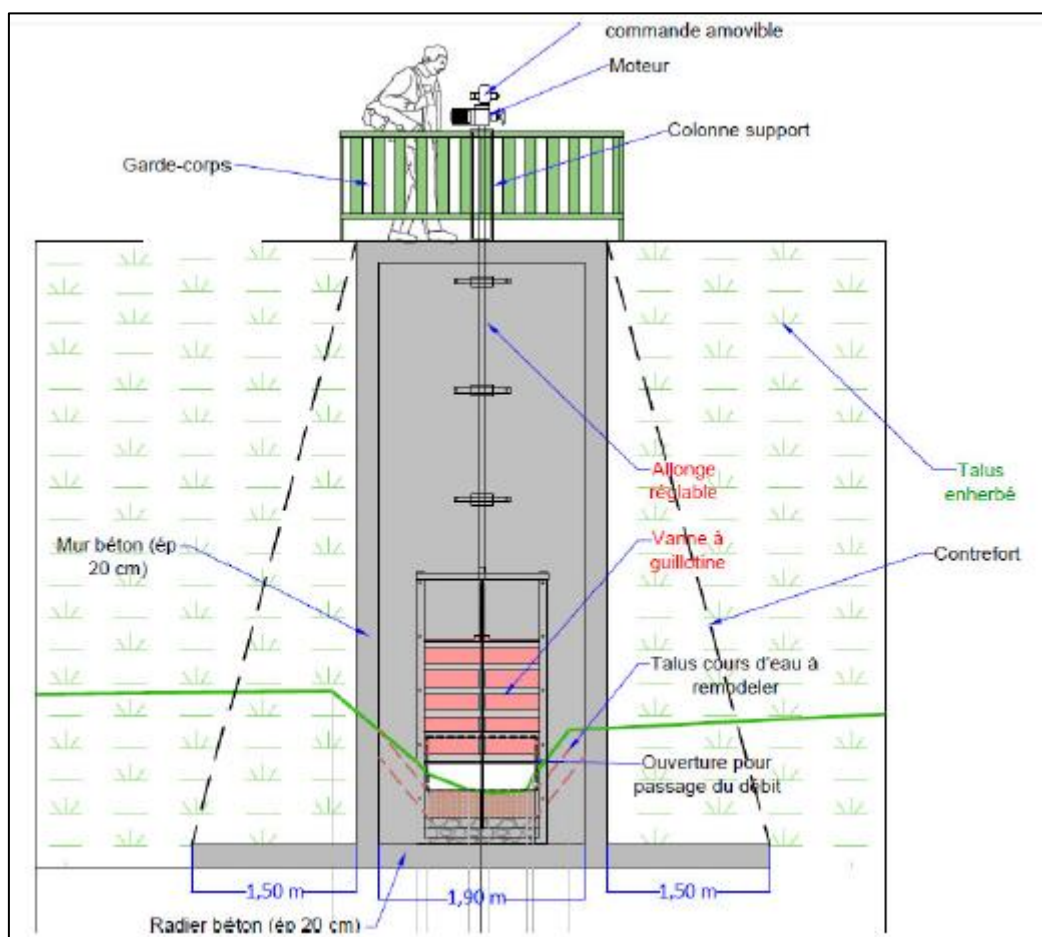 commande amovible
Moteur
Colonne support
Garde-corps
Allonge
réglable
Talus
enherbé
Vanne à
guillotine
Mur béton (ép
20 cm)
Contrefort
Talus cours d'eau à
remodeler
Ouverture pour
passage du débit
1,50 m
1,90 m
1,50 m
Radier béton (ép 20 cm)